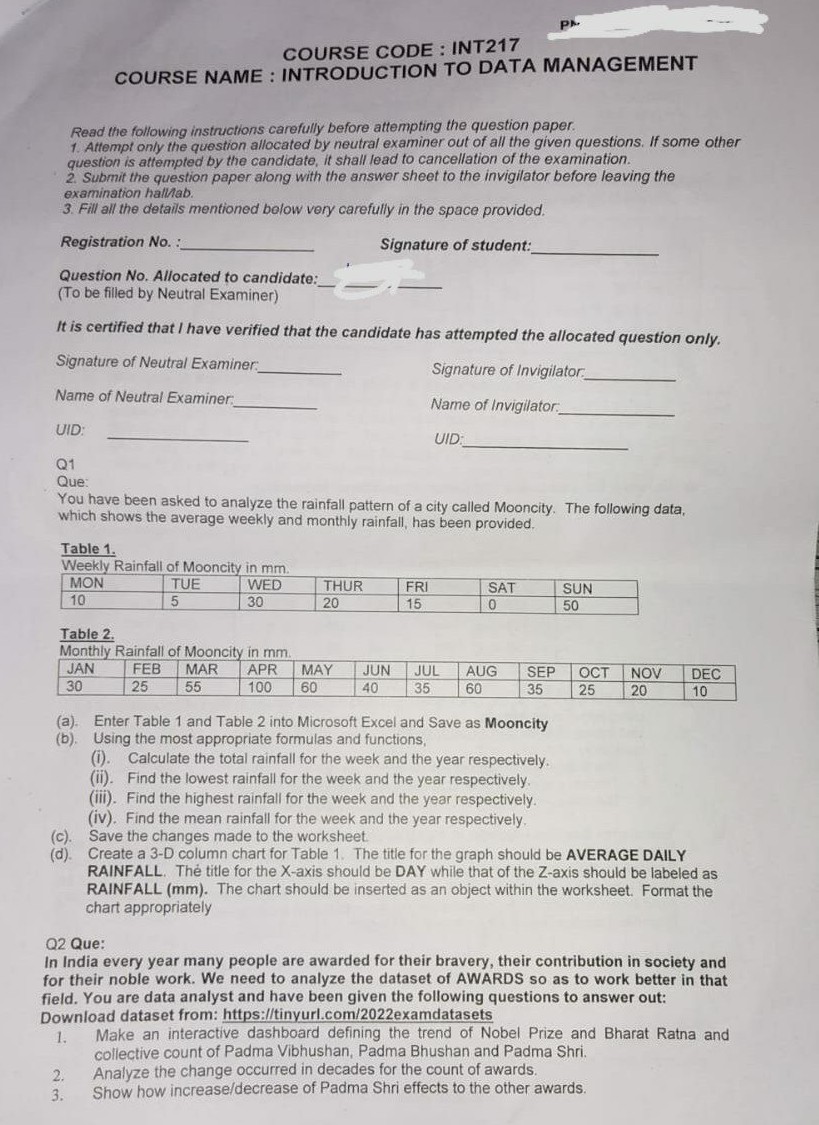 COURSE CODE : INT217
COURSE NAME : INTRODUCTION TO DATA MANAGEMENT
Read the following instructions carefully before attempting the question paper.
1. Attempt only the question allocated by neutral examiner out of all the given questions. If some other
question is attempted by the candidate, it shall lead to cancellation of the examination.
2. Submit the question paper along with the answer sheet to the invigilator before leaving the
examination hall/lab.
3. Fill all the details mentioned below very carefully in the space provided.
Registration No. :____________ Signature of student:____________
Question No. Allocated to candidate:____________
(To be filled by Neutral Examiner)
It is certified that I have verified that the candidate has attempted the allocated question only.
Signature of Neutral Examiner:____________ Signature of Invigilator:____________
Name of Neutral Examiner:____________ Name of Invigilator:____________
UID: ____________ UID:____________
Q1
Que:
You have been asked to analyze the rainfall pattern of a city called Mooncity. The following data,
which shows the average weekly and monthly rainfall, has been provided.
Table 1.
Weekly Rainfall of Mooncity in mm.
MON TUE WED THUR FRI SAT SUN
10 5 30 20 15 0 50
Table 2.
Monthly Rainfall of Mooncity in mm.
JAN FEB MAR APR MAY JUN JUL AUG SEP OCT NOV DEC
30 25 55 100 60 40 35 60 35 25 20 10
(a). Enter Table 1 and Table 2 into Microsoft Excel and Save as Mooncity
(b). Using the most appropriate formulas and functions,
(i). Calculate the total rainfall for the week and the year respectively.
(ii). Find the lowest rainfall for the week and the year respectively.
(iii). Find the highest rainfall for the week and the year respectively.
(iv). Find the mean rainfall for the week and the year respectively.
(c). Save the changes made to the worksheet.
(d). Create a 3-D column chart for Table 1. The title for the graph should be AVERAGE DAILY
RAINFALL. The title for the X-axis should be DAY while that of the Z-axis should be labeled as
RAINFALL (mm). The chart should be inserted as an object within the worksheet. Format the
chart appropriately
Q2 Que:
In India every year many people are awarded for their bravery, their contribution in society and
for their noble work. We need to analyze the dataset of AWARDS so as to work better in that
field. You are data analyst and have been given the following questions to answer out:
Download dataset from: https://tinyurl.com/2022examdatasets
1. Make an interactive dashboard defining the trend of Nobel Prize and Bharat Ratna and
collective count of Padma Vibhushan, Padma Bhushan and Padma Shri.
2. Analyze the change occurred in decades for the count of awards.
3. Show how increase/decrease of Padma Shri effects to the other awards.